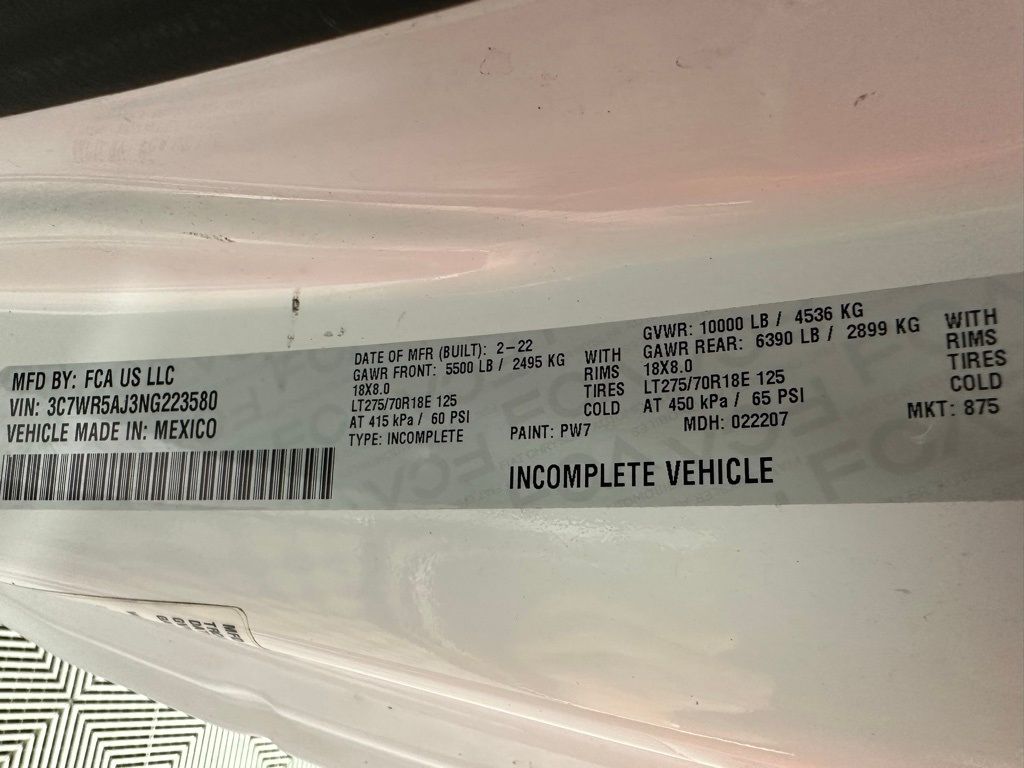 MFD BY: FCA US LLC
VIN: 3C7WR5AJ3NG223580
VEHICLE MADE IN: MEXICO
DATE OF MFR (BUILT): 2-22
GAWR FRONT: 5500 LB / 2495 KG WITH
18X8.0 RIMS
LT275/70R18E 125 TIRES
AT 415 kPa / 60 PSI COLD
TYPE: INCOMPLETE
GVWR: 10000 LB / 4536 KG
GAWR REAR: 6390 LB / 2899 KG WITH
18X8.0 RIMS
LT275/70R18E 125 TIRES
AT 450 kPa / 65 PSI COLD
PAINT: PW7 MDH: 022207 MKT: 875
INCOMPLETE VEHICLE